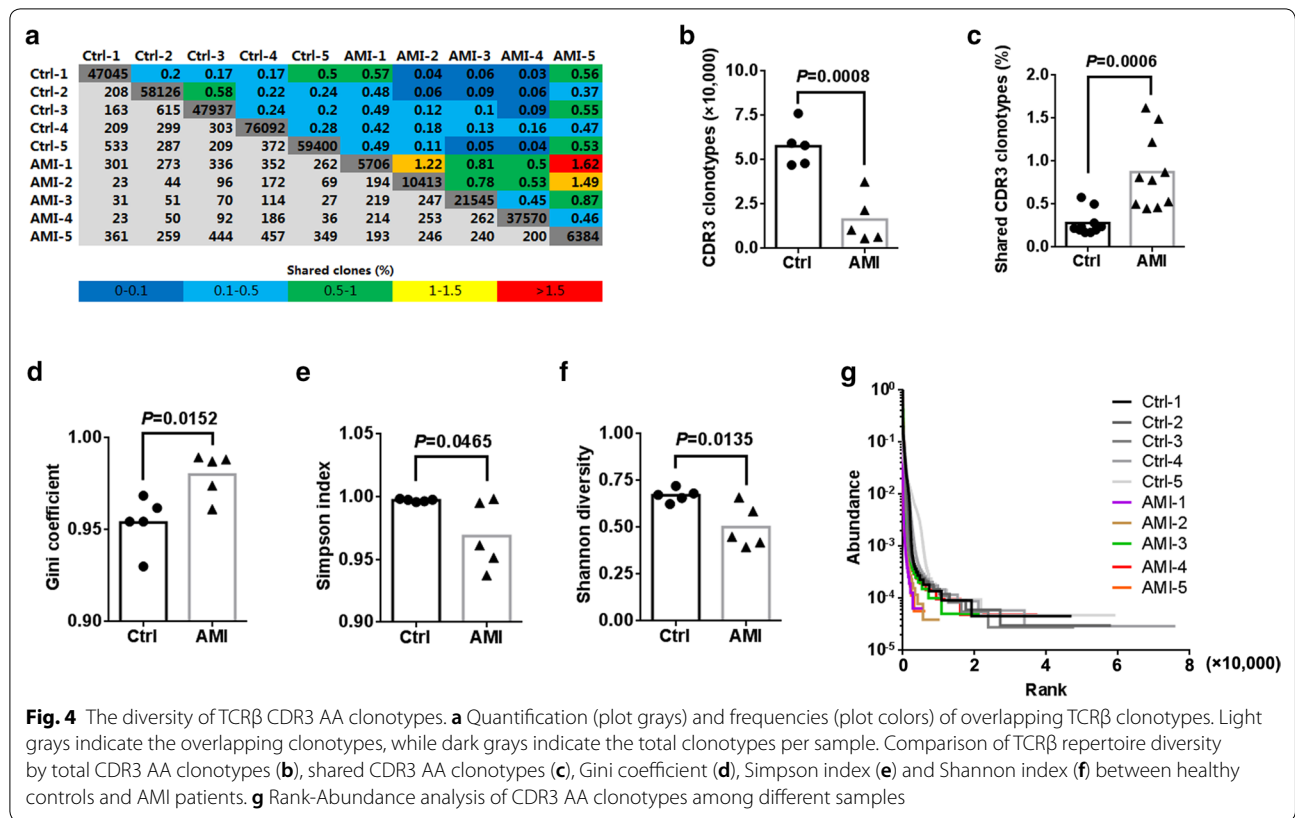 a
Ctrl-1 Ctrl-2 Ctrl-3 Ctrl-4 Ctrl-5 AMI-1 AMI-2 AMI-3 AMI-4 AMI-5
Ctrl-1 47045 0.2 0.17 0.17 0.5 0.57 0.04 0.06 0.03 0.56
Ctrl-2 208 58126 0.58 0.22 0.24 0.48 0.06 0.09 0.06 0.37
Ctrl-3 163 615 47937 0.24 0.2 0.49 0.12 0.1 0.09 0.55
Ctrl-4 209 299 303 76092 0.28 0.42 0.18 0.13 0.16 0.47
Ctrl-5 533 287 209 372 59400 0.49 0.11 0.05 0.04 0.53
AMI-1 301 273 336 352 262 5706 1.22 0.81 0.5 1.62
AMI-2 23 44 96 172 69 194 10413 0.78 0.53 1.49
AMI-3 31 51 70 114 27 219 247 21545 0.45 0.87
AMI-4 23 50 92 186 36 214 253 262 37570 0.46
AMI-5 361 259 444 457 349 193 246 240 200 6384
Shared clones (%)
0-0.1 0.1-0.5 0.5-1 1-1.5 >1.5
b
CDR3 clonotypes (×10,000)
10.0
7.5
5.0
2.5
0.0
P=0.0008
Ctrl AMI
c
Shared CDR3 clonotypes (%)
2.0
1.5
1.0
0.5
0.0
P=0.0006
Ctrl AMI
d
Gini coefficient
1.00
0.95
0.90
P=0.0152
Ctrl AMI
e
Simpson index
1.05
1.00
0.95
0.90
P=0.0465
Ctrl AMI
f
Shannon diversity
1.00
0.75
0.50
0.25
0.00
P=0.0135
Ctrl AMI
g
Abundance
10^0
10^-1
10^-2
10^-3
10^-4
10^-5
0 2 4 6 8 (×10,000)
Rank
Ctrl-1
Ctrl-2
Ctrl-3
Ctrl-4
Ctrl-5
AMI-1
AMI-2
AMI-3
AMI-4
AMI-5
Fig. 4 The diversity of TCRβ CDR3 AA clonotypes. a Quantification (plot grays) and frequencies (plot colors) of overlapping TCRβ clonotypes. Light
grays indicate the overlapping clonotypes, while dark grays indicate the total clonotypes per sample. Comparison of TCRβ repertoire diversity
by total CDR3 AA clonotypes (b), shared CDR3 AA clonotypes (c), Gini coefficient (d), Simpson index (e) and Shannon index (f) between healthy
controls and AMI patients. g Rank-Abundance analysis of CDR3 AA clonotypes among different samples